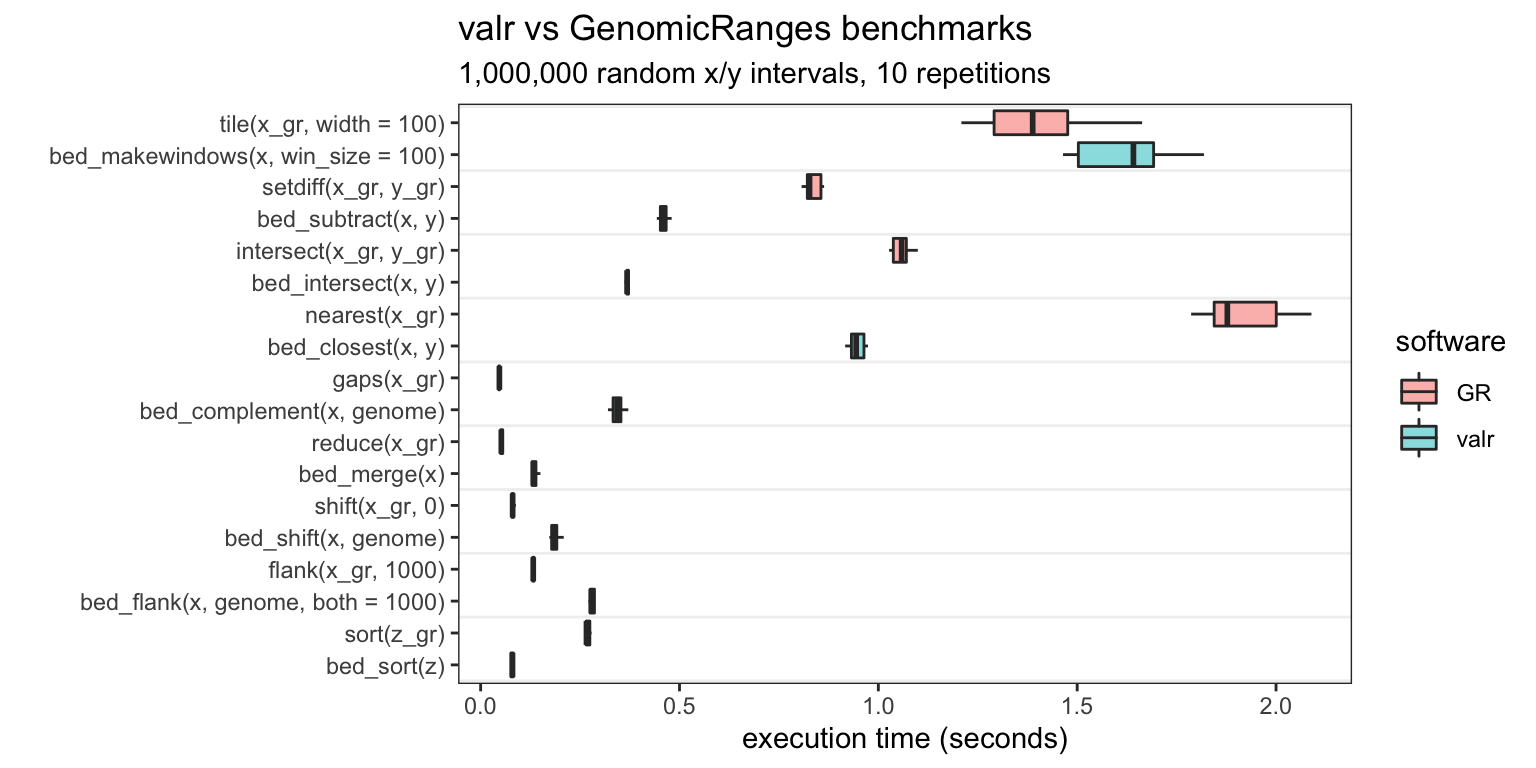 valr vs GenomicRanges benchmarks
1,000,000 random x/y intervals, 10 repetitions
tile(x_gr, width = 100)
bed_makewindows(x, win_size = 100)
setdiff(x_gr, y_gr)
bed_subtract(x, y)
intersect(x_gr, y_gr)
bed_intersect(x, y)
nearest(x_gr)
bed_closest(x, y)
gaps(x_gr)
bed_complement(x, genome)
reduce(x_gr)
bed_merge(x)
shift(x_gr, 0)
bed_shift(x, genome)
flank(x_gr, 1000)
bed_flank(x, genome, both = 1000)
sort(z_gr)
bed_sort(z)
0.0 0.5 1.0 1.5 2.0
execution time (seconds)
software
GR
valr